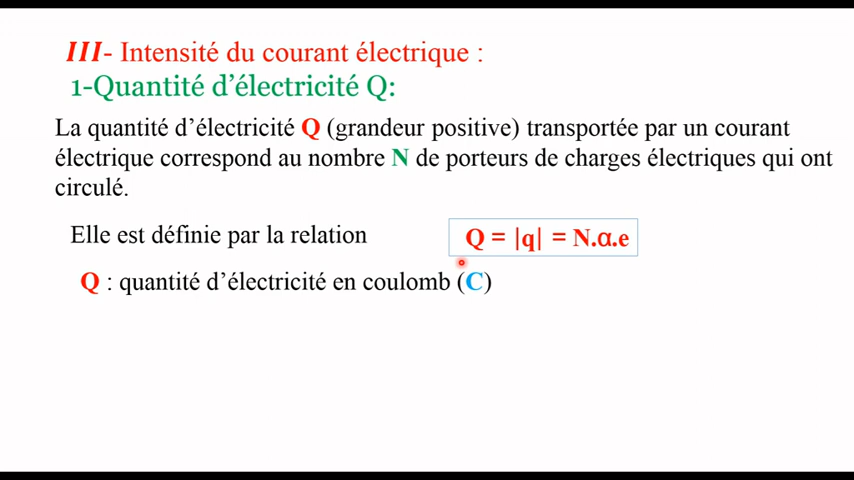 III- Intensité du courant électrique :
1-Quantité d’électricité Q:
La quantité d’électricité Q (grandeur positive) transportée par un courant
électrique correspond au nombre N de porteurs de charges électriques qui ont
circulé.
Elle est définie par la relation Q = |q| = N.α.e
Q : quantité d’électricité en coulomb (C)